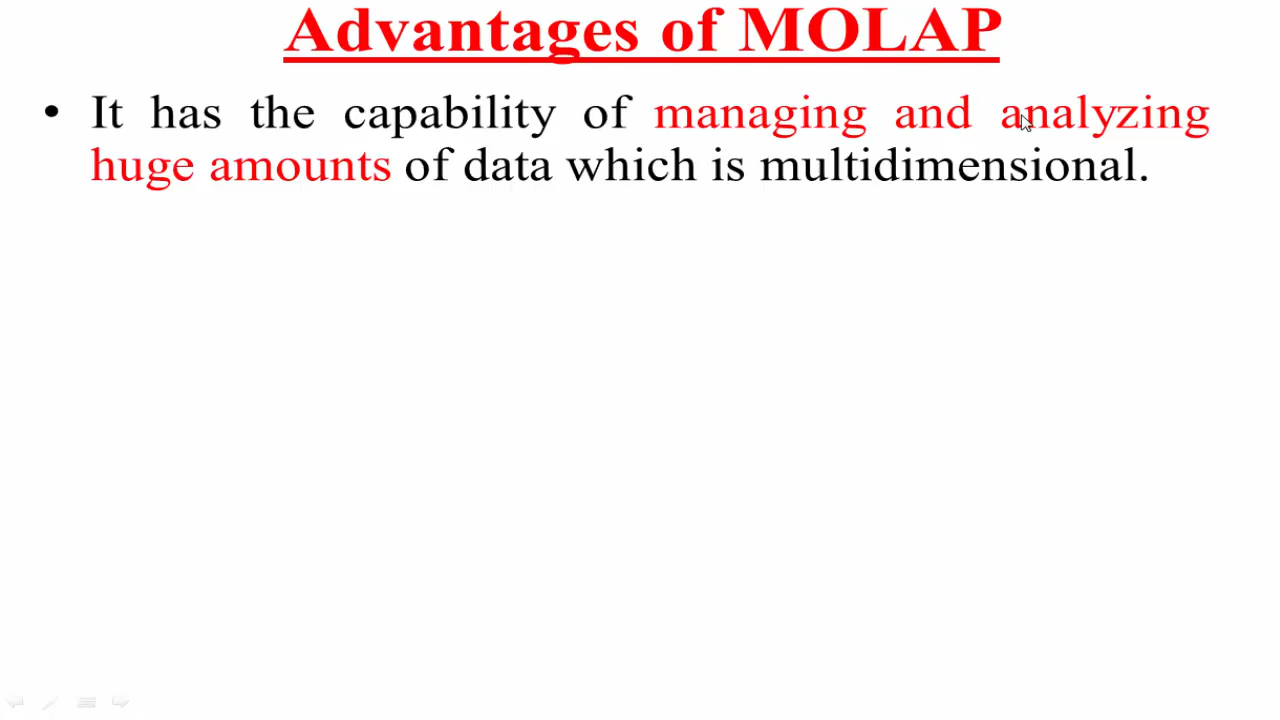 Advantages of MOLAP
• It has the capability of managing and analyzing
huge amounts of data which is multidimensional.